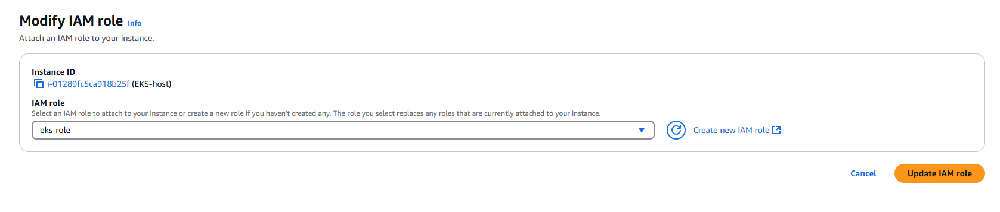 Modify IAM role Info
Attach an IAM role to your instance.
Instance ID
i-01289fc5ca918b25f (EKS-host)
IAM role
Select an IAM role to attach to your instance or create a new role if you haven't created any. The role you select replaces any roles that are currently attached to your instance.
eks-role
Create new IAM role
Cancel
Update IAM role